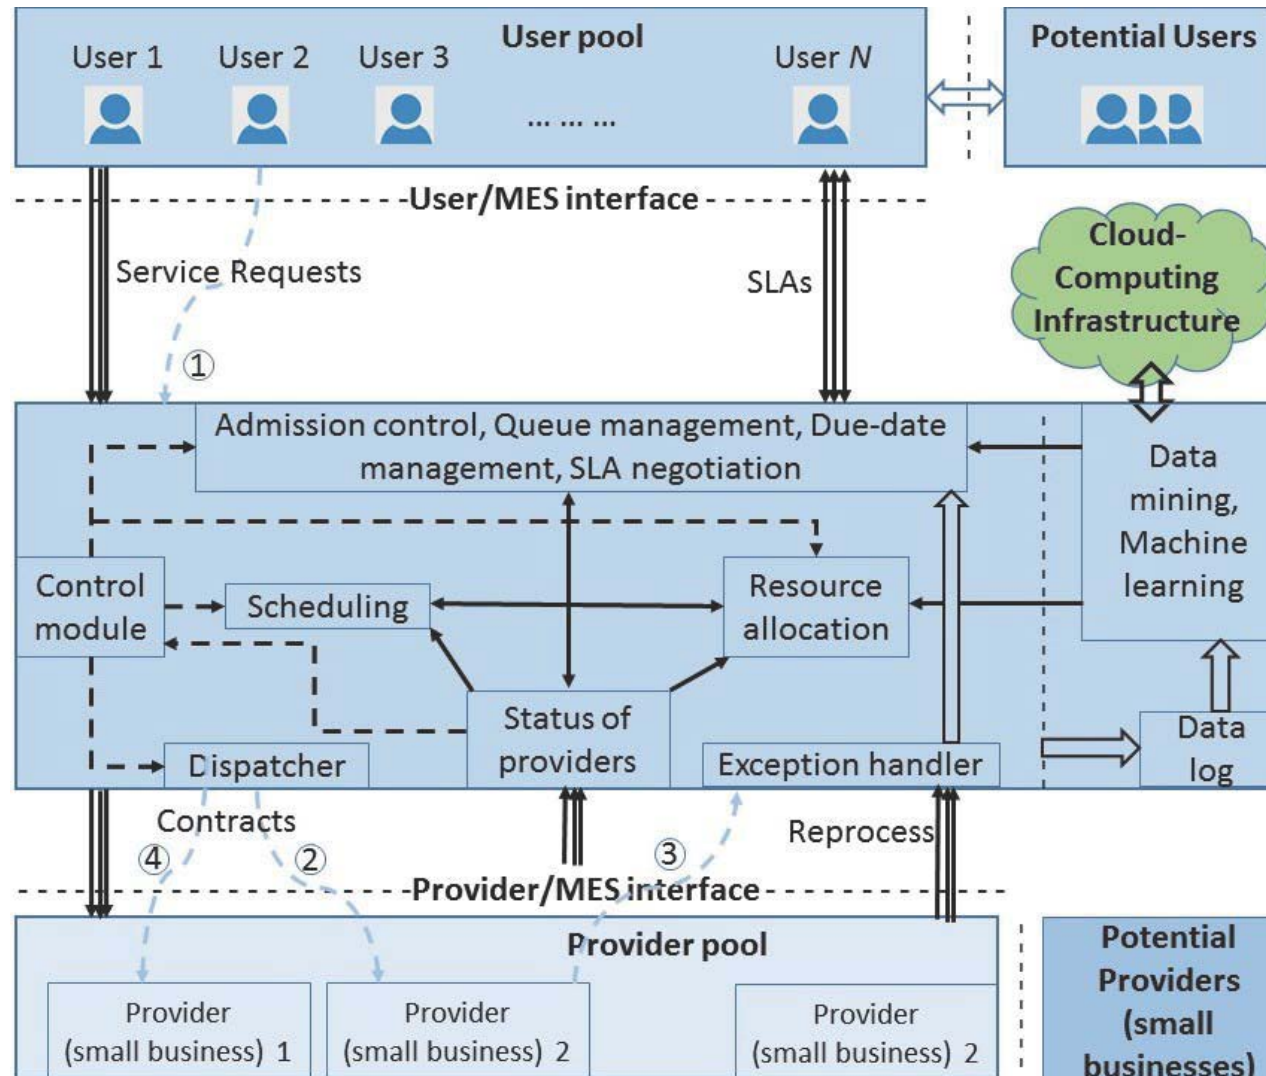 User pool
Potential Users
User 1
User 2
User 3
User N
... ... ...
User/MES interface
Service Requests
SLAs
Cloud-
Computing
Infrastructure
①
Admission control, Queue management, Due-date
management, SLA negotiation
Data
mining,
Machine
learning
Control
module
Scheduling
Resource
allocation
Status of
providers
Dispatcher
Exception handler
Data
log
Contracts
Reprocess
④
②
③
Provider/MES interface
Provider pool
Provider
(small business) 1
Provider
(small business) 2
Provider
(small business) 2
Potential
Providers
(small
businesses)